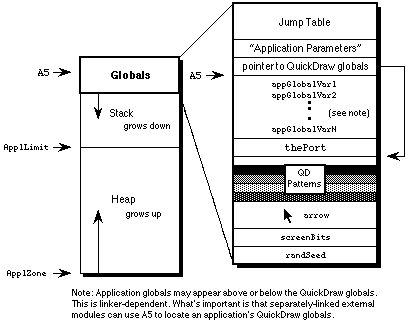 Jump Table
"Application Parameters"
A5
Globals
A5
pointer to QuickDraw globals
appGlobalVar1
appGlobalVar2
(see note)
appGlobalVarN
Stack
grows down
ApplLimit
thePort
QD
Patterns
Heap
grows up
arrow
screenBits
randSeed
ApplZone
Note: Application globals may appear above or below the QuickDraw globals.
This is linker-dependent. What's important is that separately-linked external
modules can use A5 to locate an application's QuickDraw globals.